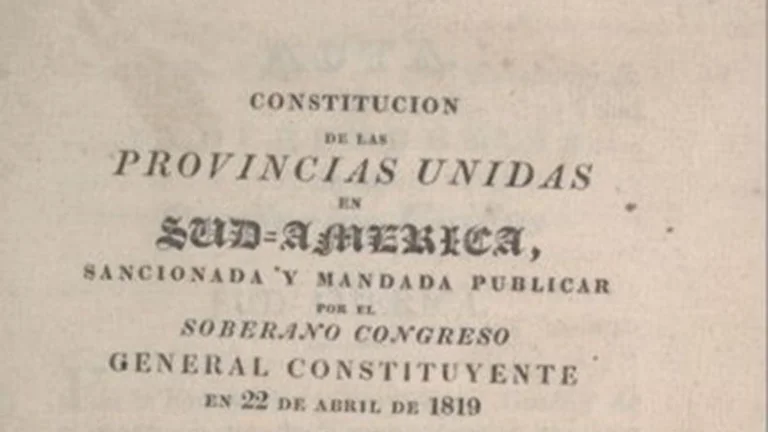 CONSTITUCION
DE LAS
PROVINCIAS UNIDAS
EN
SUD=AMERICA,
SANCIONADA Y MANDADA PUBLICAR
POR EL
SOBERANO CONGRESO
GENERAL CONSTITUYENTE
EN 22 DE ABRIL DE 1819